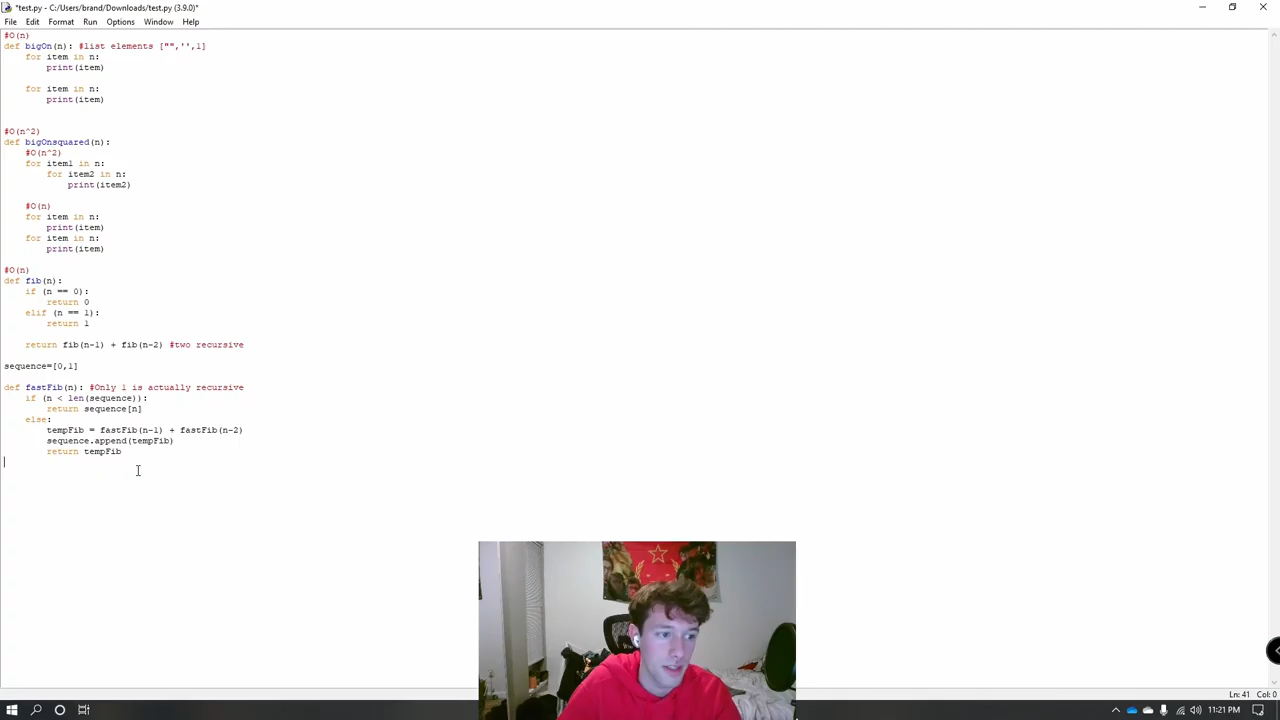 *test.py - C:/Users/brand/Downloads/test.py (3.9.0)*
File Edit Format Run Options Window Help
#O(n)
def bigOn(n): #list elements ["",'',1]
    for item in n:
        print(item)
    for item in n:
        print(item)
#O(n^2)
def bigOnsquared(n):
    #O(n^2)
    for item1 in n:
        for item2 in n:
            print(item2)
    #O(n)
    for item in n:
        print(item)
    for item in n:
        print(item)
#O(n)
def fib(n):
    if (n == 0):
        return 0
    elif (n == 1):
        return 1
    return fib(n-1) + fib(n-2) #two recursive
sequence=[0,1]
def fastFib(n): #Only 1 is actually recursive
    if (n < len(sequence)):
        return sequence[n]
    else:
        tempFib = fastFib(n-1) + fastFib(n-2)
        sequence.append(tempFib)
        return tempFib
Ln: 41 Col: 0
11:21 PM